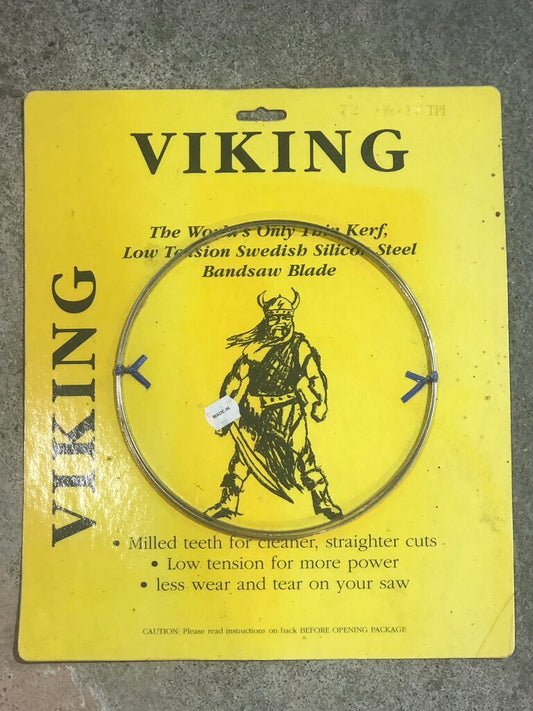 72 TPI
VIKING
The World's Only Thin Kerf,
Low Tension Swedish Silicon Steel
Bandsaw Blade
VIKING
MADE IN
• Milled teeth for cleaner, straighter cuts
• Low tension for more power
• less wear and tear on your saw
CAUTION: Please read instructions on back BEFORE OPENING PACKAGE